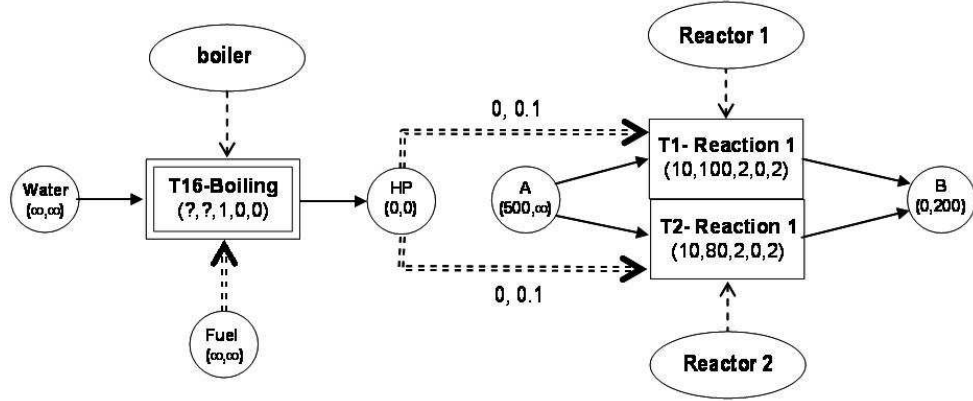 boiler
Reactor 1
0, 0.1
Water
(∞,∞)
T16-Boiling
(?,?,1,0,0)
HP
(0,0)
A
(500,∞)
T1- Reaction 1
(10,100,2,0,2)
T2- Reaction 1
(10,80,2,0,2)
B
(0,200)
0, 0.1
Fuel
(∞,∞)
Reactor 2